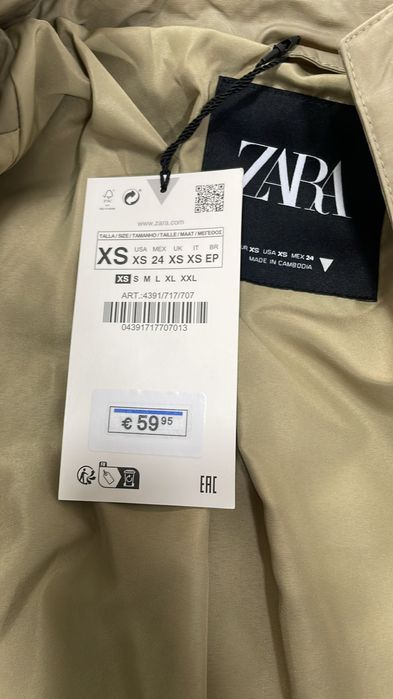 ZARA
EUR XS USA XS MEX 24
MADE IN CAMBODIA
FSC
www.zara.com
TALLA / SIZE / TAMANHO / TAILLE / MAAT / ΜΕΓΕΘΟΣ
XS
USA MEX UK IT BR
XS 24 XS XS EP
XS S M L XL XXL
ART.:4391/717/707
04391717707013
€ 59 95
FR
EAC